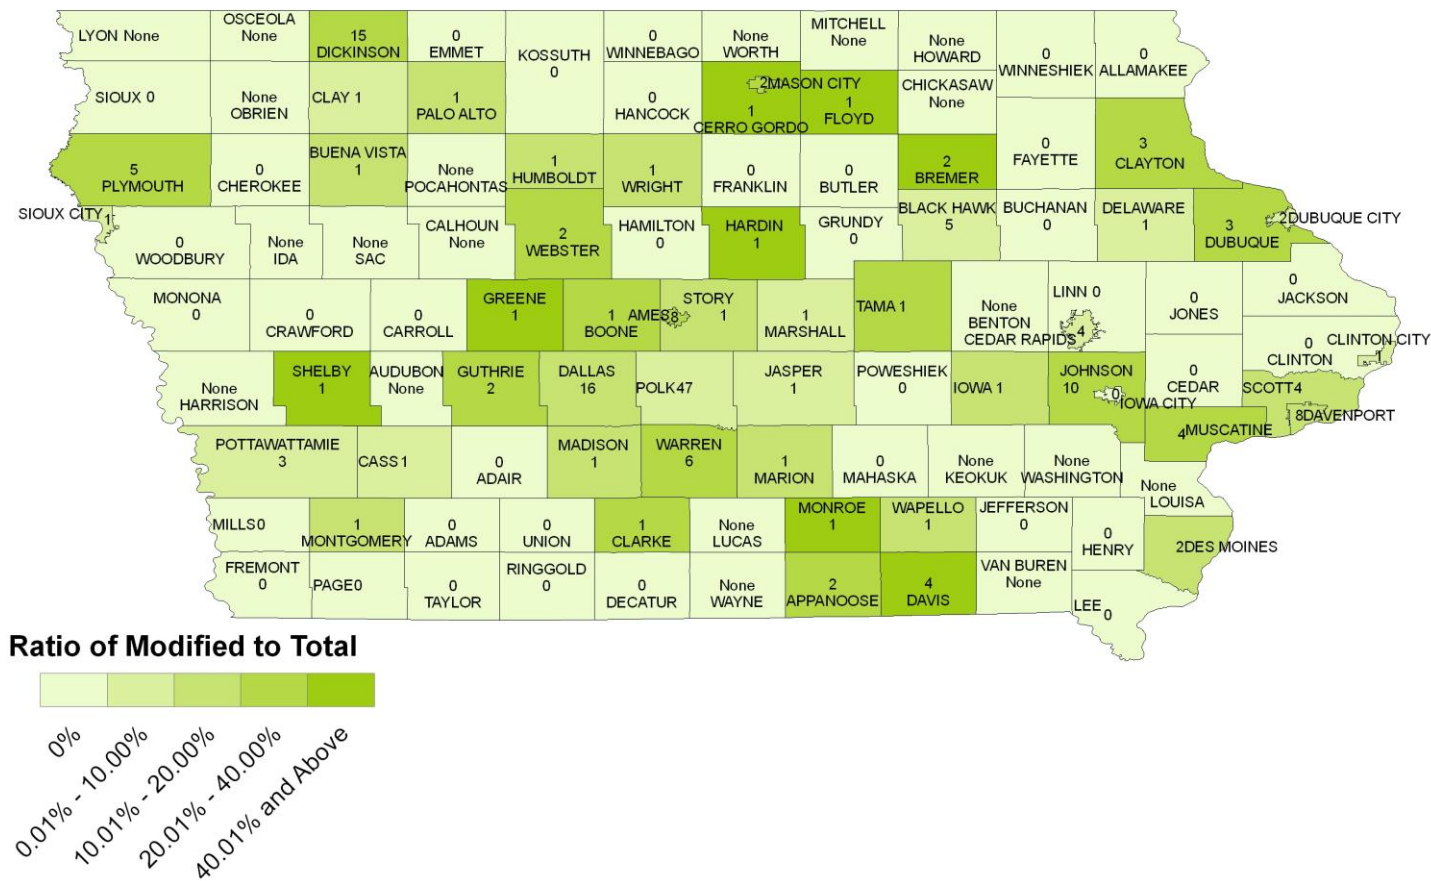 LYON None
OSCEOLA
None
15
DICKINSON
0
EMMET
KOSSUTH
0
0
WINNEBAGO
None
WORTH
MITCHELL
None
None
HOWARD
0
WINNESHIEK
0
ALLAMAKEE
SIOUX 0
None
OBRIEN
CLAY 1
1
PALO ALTO
0
HANCOCK
2MASON CITY
1
CERRO GORDO
1
FLOYD
CHICKASAW
None
5
PLYMOUTH
0
CHEROKEE
BUENA VISTA
1
None
POCAHONTAS
1
HUMBOLDT
1
WRIGHT
0
FRANKLIN
0
BUTLER
2
BREMER
0
FAYETTE
3
CLAYTON
SIOUX CITY 1
0
WOODBURY
None
IDA
None
SAC
CALHOUN
None
2
WEBSTER
HAMILTON
0
HARDIN
1
GRUNDY
0
BLACK HAWK
5
BUCHANAN
0
DELAWARE
1
3
DUBUQUE
2DUBUQUE CITY
MONONA
0
0
CRAWFORD
0
CARROLL
GREENE
1
1
BOONE
AMES8
STORY
1
1
MARSHALL
TAMA 1
None
BENTON
LINN 0
CEDAR RAPIDS
4
0
JONES
0
JACKSON
0
CLINTON
CLINTON CITY
1
None
HARRISON
SHELBY
1
AUDUBON
None
GUTHRIE
2
DALLAS
16
POLK47
JASPER
1
POWESHIEK
0
IOWA 1
JOHNSON
10
0
IOWA CITY
0
CEDAR
SCOTT4
8DAVENPORT
4MUSCATINE
POTTAWATTAMIE
3
CASS1
0
ADAIR
MADISON
1
WARREN
6
1
MARION
0
MAHASKA
None
KEOKUK
None
WASHINGTON
None
LOUISA
MILLS0
1
MONTGOMERY
0
ADAMS
0
UNION
1
CLARKE
None
LUCAS
MONROE
1
WAPELLO
1
JEFFERSON
0
0
HENRY
2DES MOINES
FREMONT
0
PAGE0
0
TAYLOR
RINGGOLD
0
0
DECATUR
None
WAYNE
2
APPANOOSE
4
DAVIS
VAN BUREN
None
LEE 0
Ratio of Modified to Total
0%
0.01% - 10.00%
10.01% - 20.00%
20.01% - 40.00%
40.01% and Above